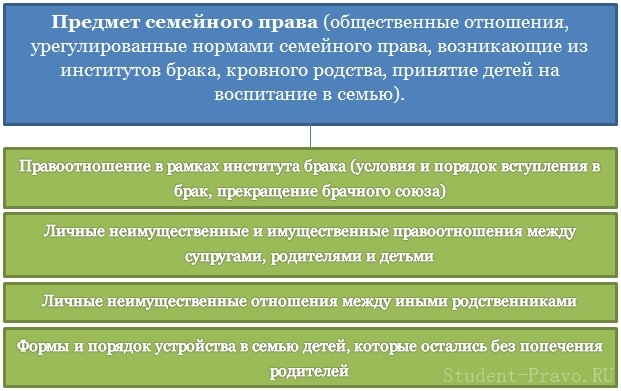 Предмет семейного права (общественные отношения,
урегулированные нормами семейного права, возникающие из
институтов брака, кровного родства, принятие детей на
воспитание в семью).
Правоотношение в рамках института брака (условия и порядок вступления в
брак, прекращение брачного союза)
Личные неимущественные и имущественные правоотношения между
супругами, родителями и детьми
Личные неимущественные отношения между иными родственниками
Формы и порядок устройства в семью детей, которые остались без попечения
родителей
Student-Pravo.RU